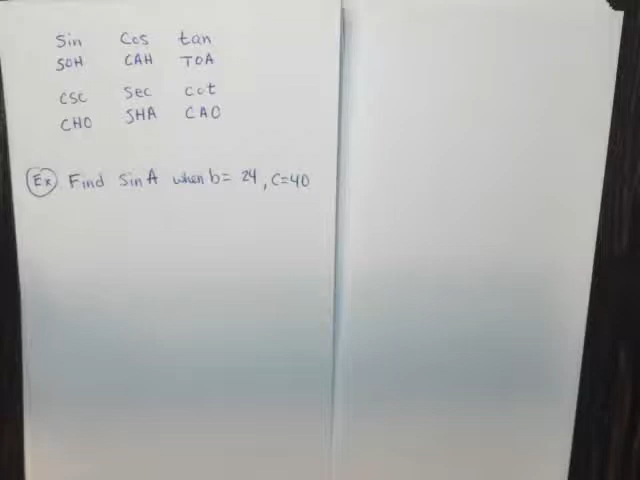 Sin Cos tan
SOH CAH TOA
CSC Sec Cot
CHO SHA CAO
Ex Find Sin A when b= 24, C=40